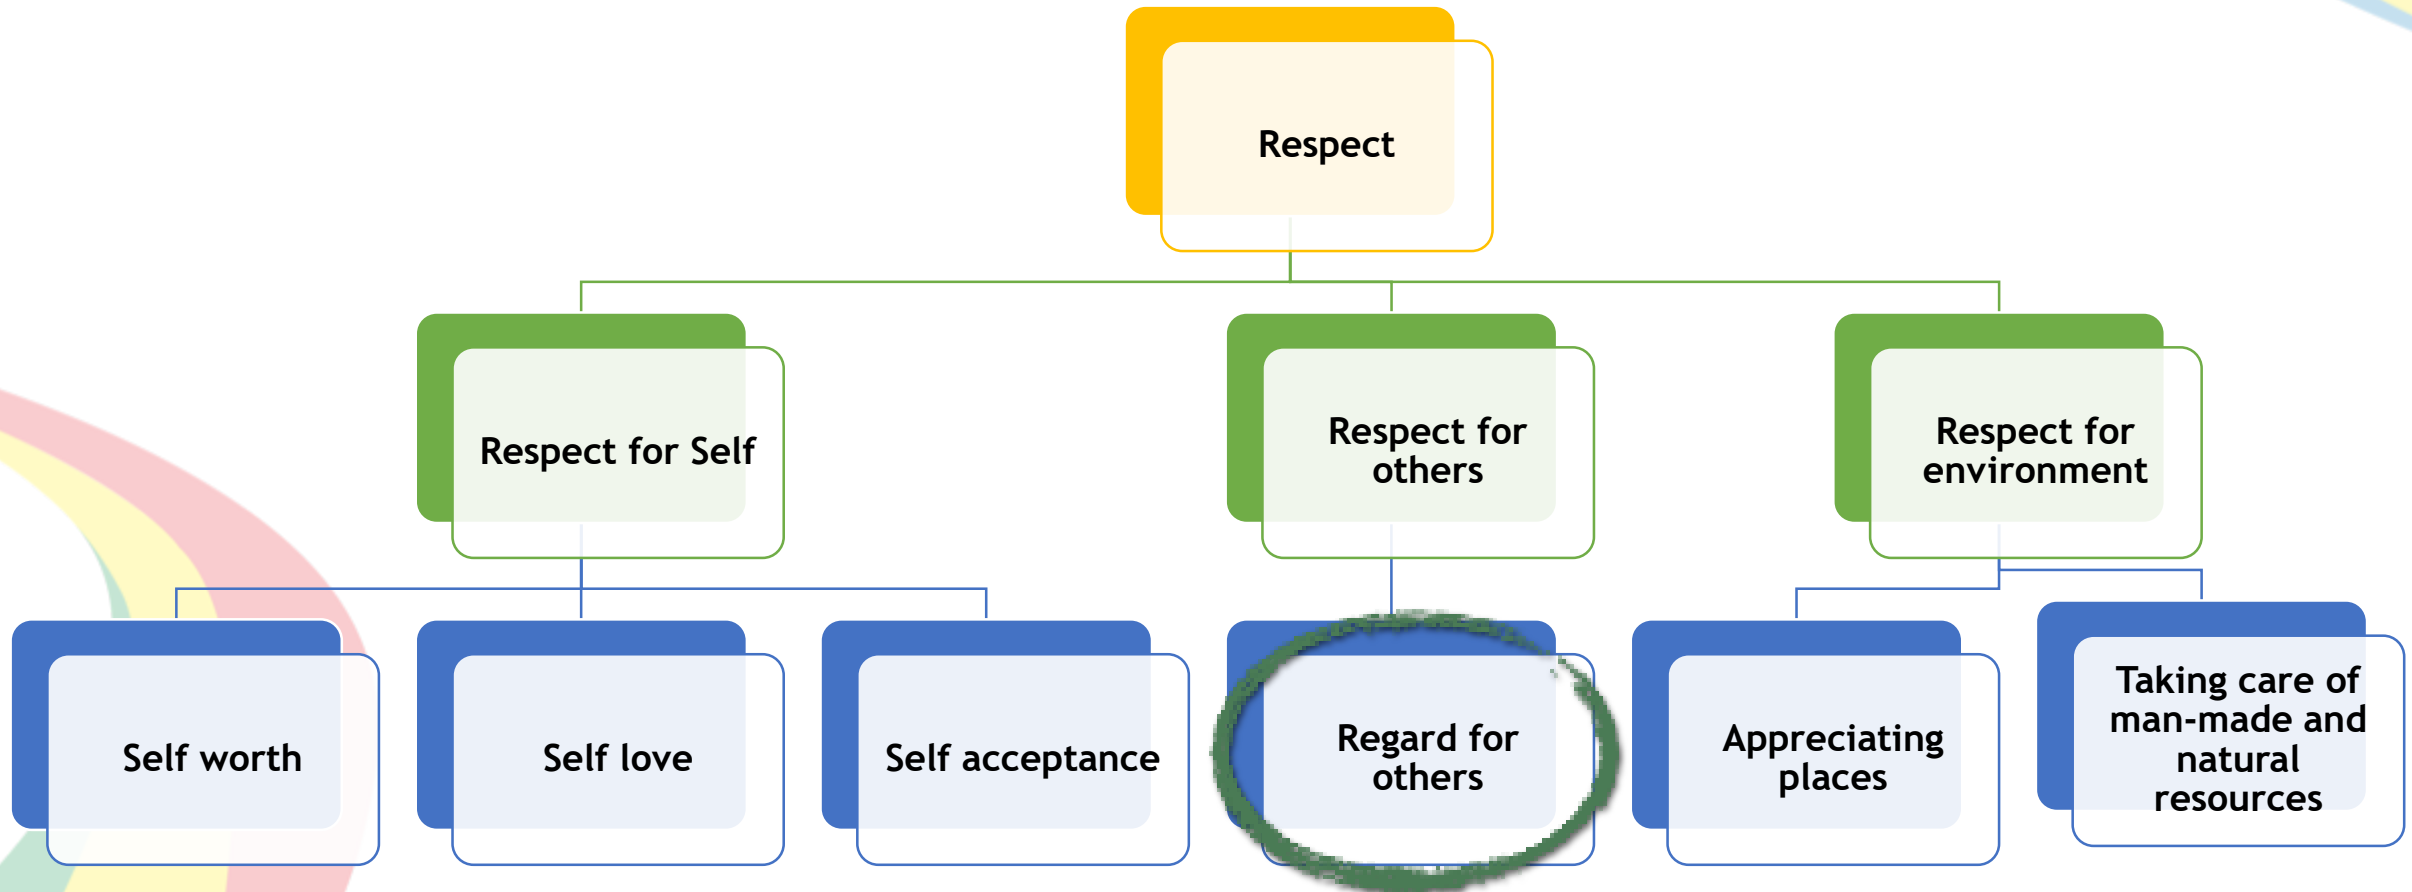 Respect
Respect for Self
Respect for
others
Respect for
environment
Self worth
Self love
Self acceptance
Regard for
others
Appreciating
places
Taking care of
man-made and
natural
resources